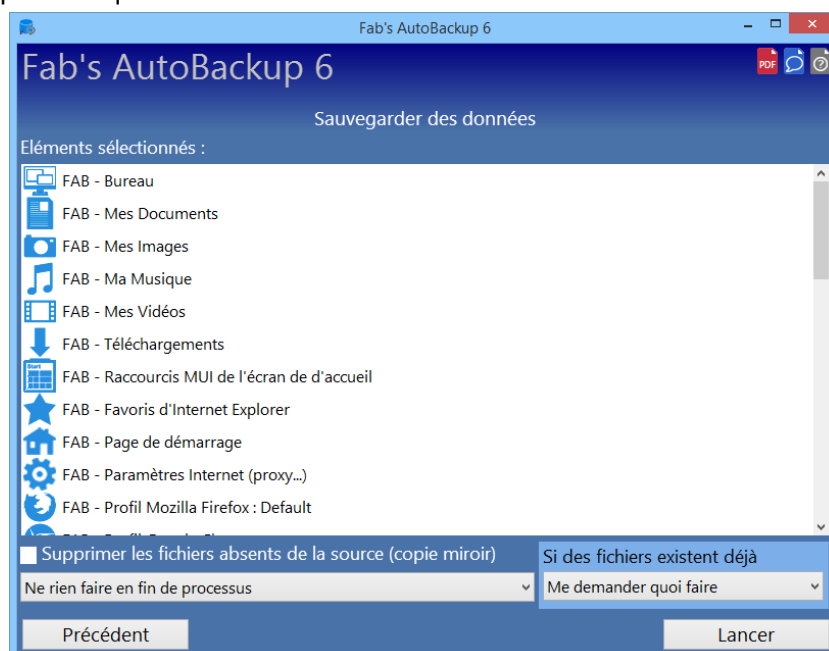 Fab's AutoBackup 6
Fab's AutoBackup 6
PDF
?
Sauvegarder des données
Eléments sélectionnés :
FAB - Bureau
FAB - Mes Documents
FAB - Mes Images
FAB - Ma Musique
FAB - Mes Vidéos
FAB - Téléchargements
Start
FAB - Raccourcis MUI de l'écran de d'accueil
FAB - Favoris d'Internet Explorer
FAB - Page de démarrage
FAB - Paramètres Internet (proxy...)
FAB - Profil Mozilla Firefox : Default
Supprimer les fichiers absents de la source (copie miroir)
Si des fichiers existent déjà
Ne rien faire en fin de processus
Me demander quoi faire
Précédent
Lancer